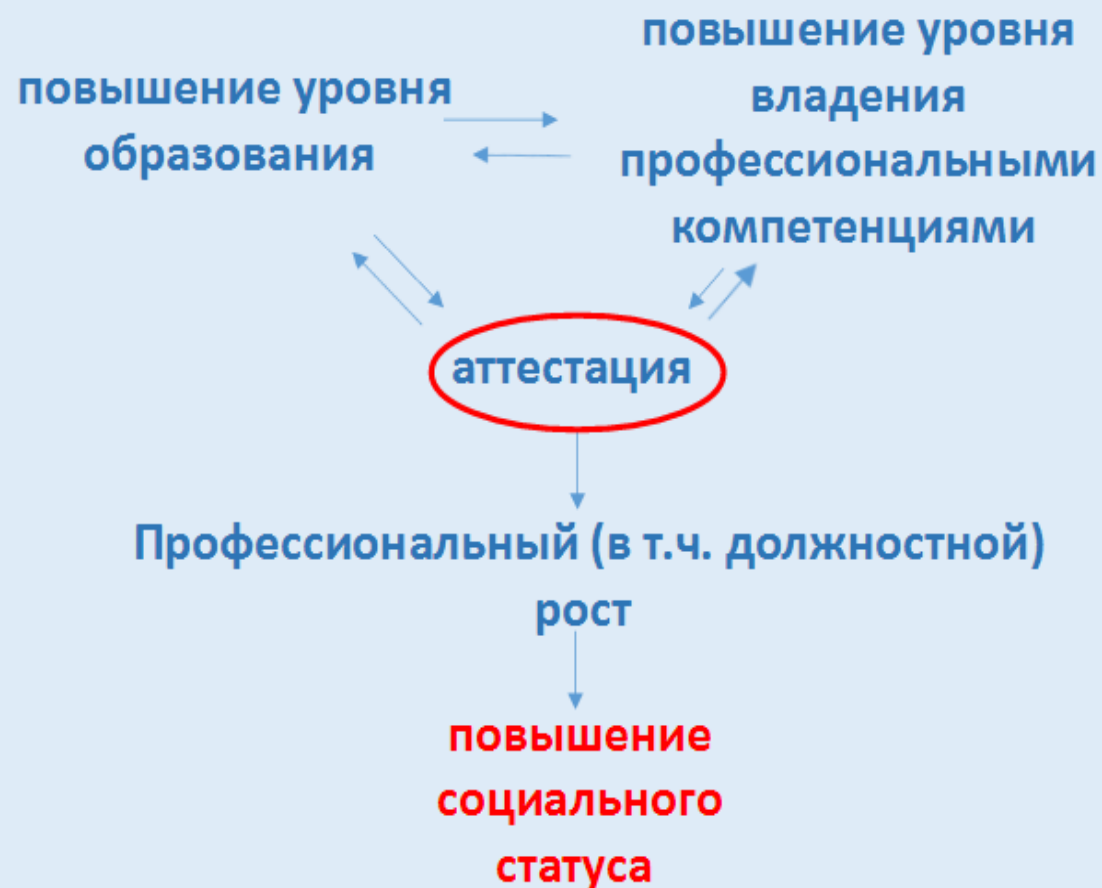 повышение уровня
образования
повышение уровня
владения
профессиональными
компетенциями
аттестация
Профессиональный (в т.ч. должностной)
рост
повышение
социального
статуса